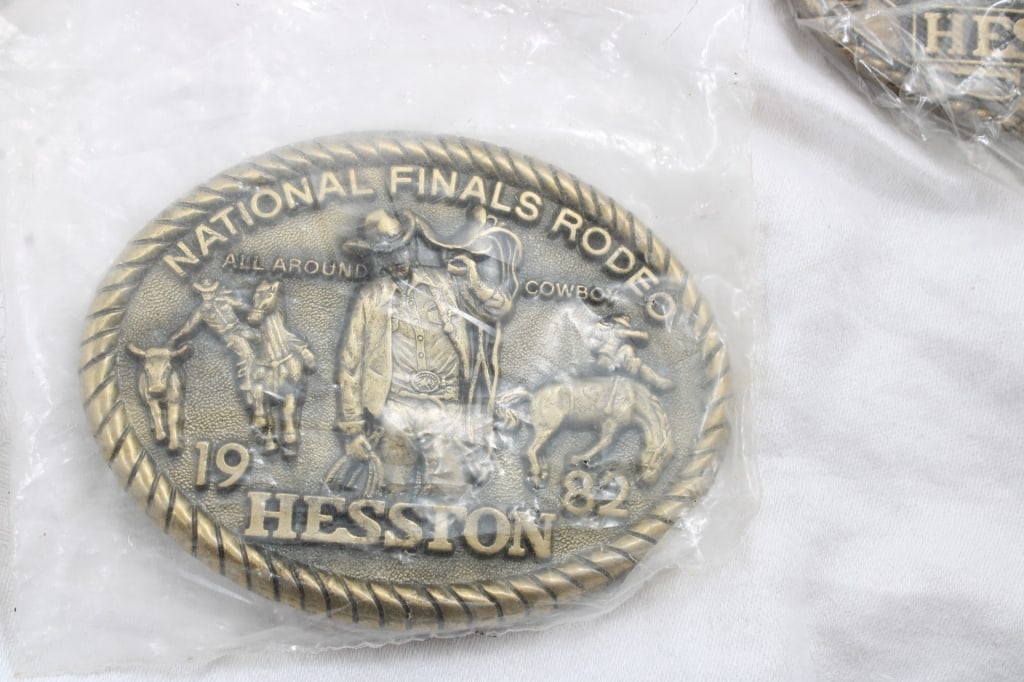 NATIONAL FINALS RODEO
ALL AROUND COWBOY
19 82
HESSTON